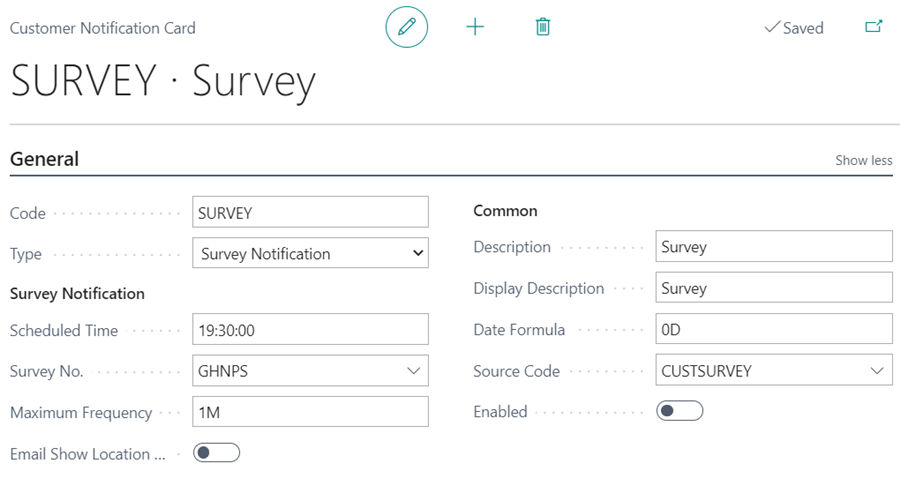 Customer Notification Card
Saved
SURVEY · Survey
General
Show less
Code
SURVEY
Type
Survey Notification
Survey Notification
Scheduled Time
19:30:00
Survey No.
GHNPS
Maximum Frequency
1M
Email Show Location ...
Common
Description
Survey
Display Description
Survey
Date Formula
0D
Source Code
CUSTSURVEY
Enabled